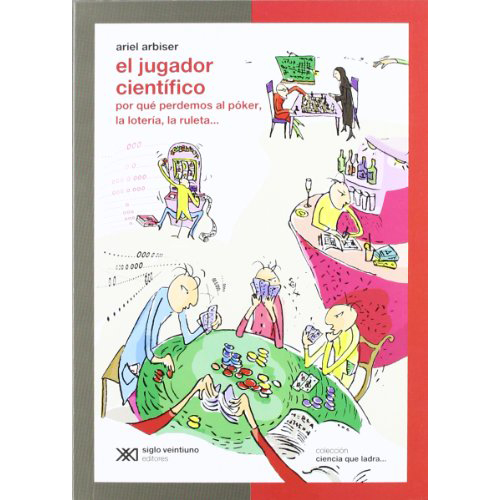 ariel arbiser
el jugador
científico
por qué perdemos al póker,
la lotería, la ruleta...
siglo veintiuno
editores
colección
ciencia que ladra...